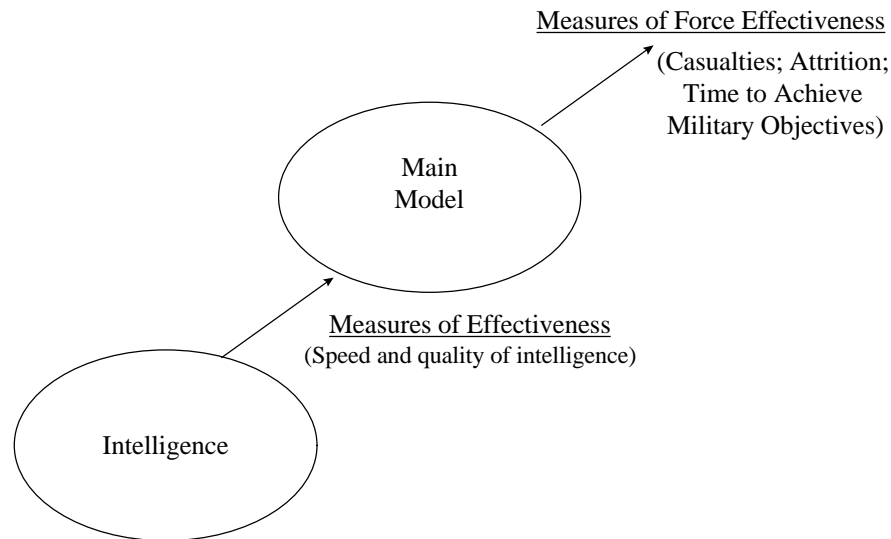 Measures of Force Effectiveness
(Casualties; Attrition;
Time to Achieve
Military Objectives)
Main
Model
Measures of Effectiveness
(Speed and quality of intelligence)
Intelligence